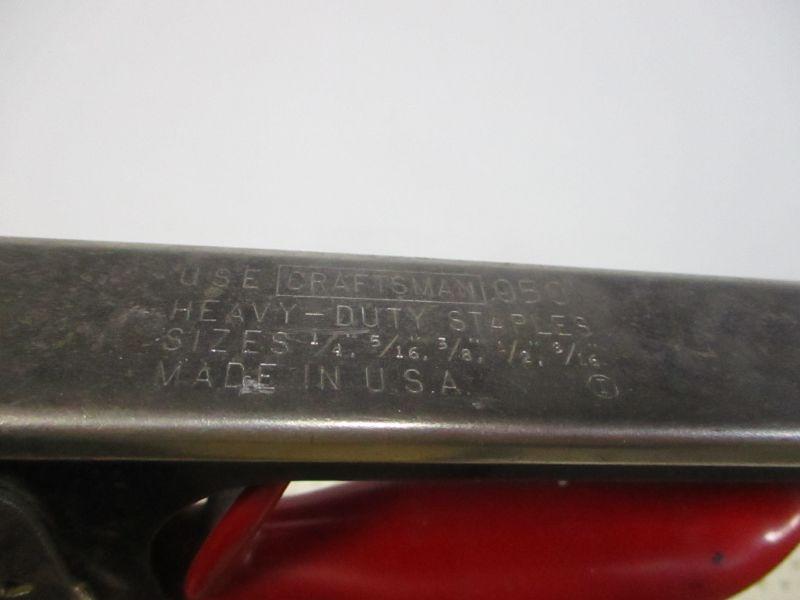 USE CRAFTSMAN 950
HEAVY-DUTY STAPLES
SIZES 1/4", 5/16", 3/8", 1/2", 9/16"
MADE IN U.S.A.